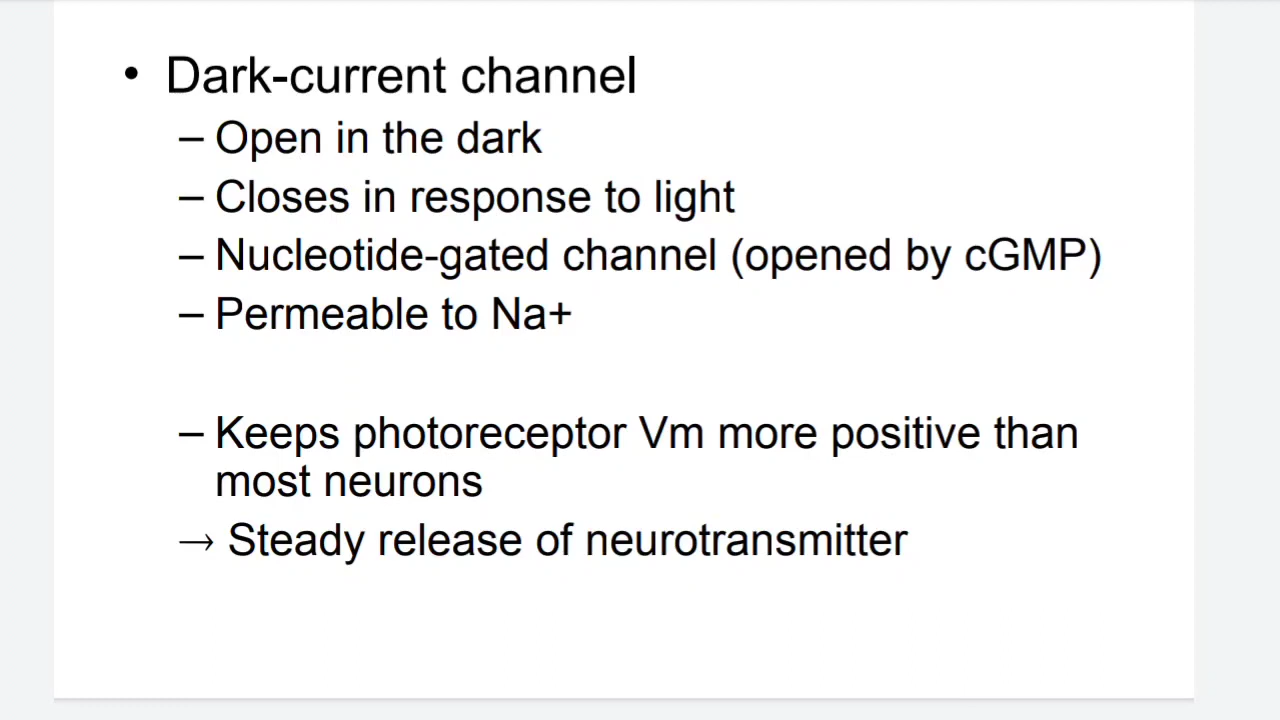 • Dark-current channel
– Open in the dark
– Closes in response to light
– Nucleotide-gated channel (opened by cGMP)
– Permeable to Na+
– Keeps photoreceptor Vm more positive than
most neurons
→ Steady release of neurotransmitter